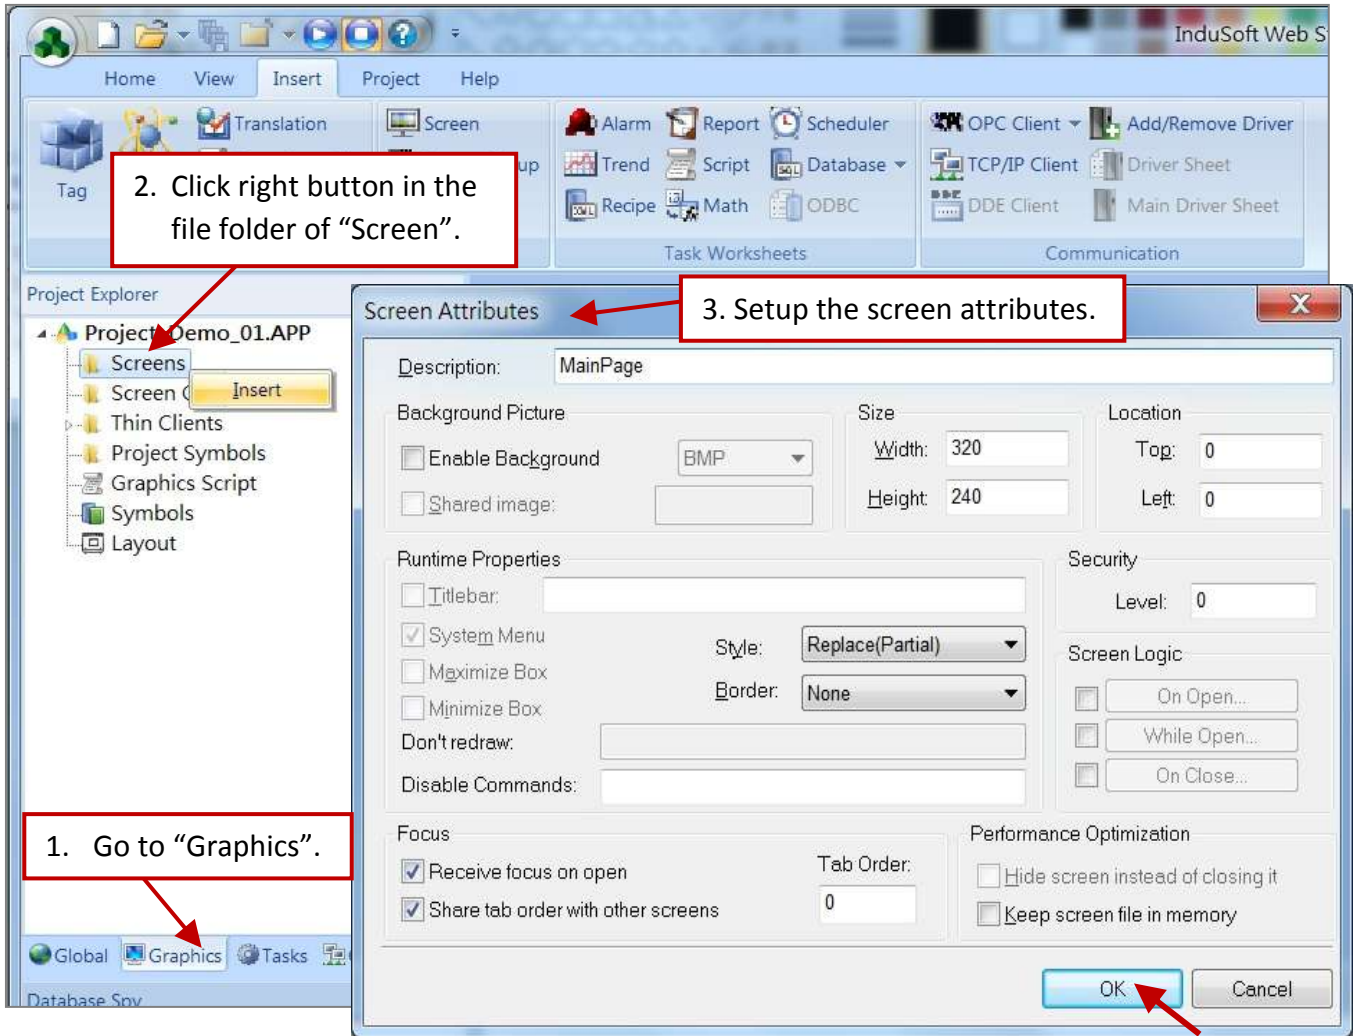 InduSoft Web S
Home View Insert Project Help
Translation Screen Alarm Report Scheduler OPC Client Add/Remove Driver
Tag up Trend Script Database TCP/IP Client Driver Sheet
Recipe Math ODBC DDE Client Main Driver Sheet
Task Worksheets Communication
2. Click right button in the
file folder of “Screen”.
Project Explorer
Project: Demo_01.APP
Screens
Screen
Insert
Thin Clients
Project Symbols
Graphics Script
Symbols
Layout
3. Setup the screen attributes.
Screen Attributes
Description: MainPage
Background Picture
Enable Background BMP
Shared image:
Size
Width: 320
Height: 240
Location
Top: 0
Left: 0
Runtime Properties
Titlebar:
System Menu
Maximize Box
Minimize Box
Style: Replace(Partial)
Border: None
Don't redraw:
Disable Commands:
Security
Level: 0
Screen Logic
On Open...
While Open...
On Close...
Focus
Receive focus on open
Share tab order with other screens
Tab Order:
0
Performance Optimization
Hide screen instead of closing it
Keep screen file in memory
OK Cancel
1. Go to “Graphics”.
Global Graphics Tasks
Database Spy